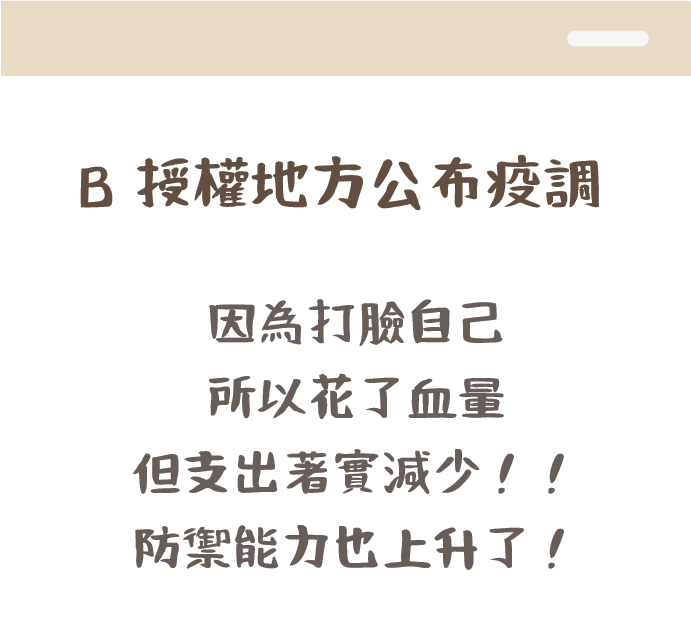 B 授權地方公布疫調
因為打臉自己
所以花了血量
但支出著實減少！！
防禦能力也上升了！